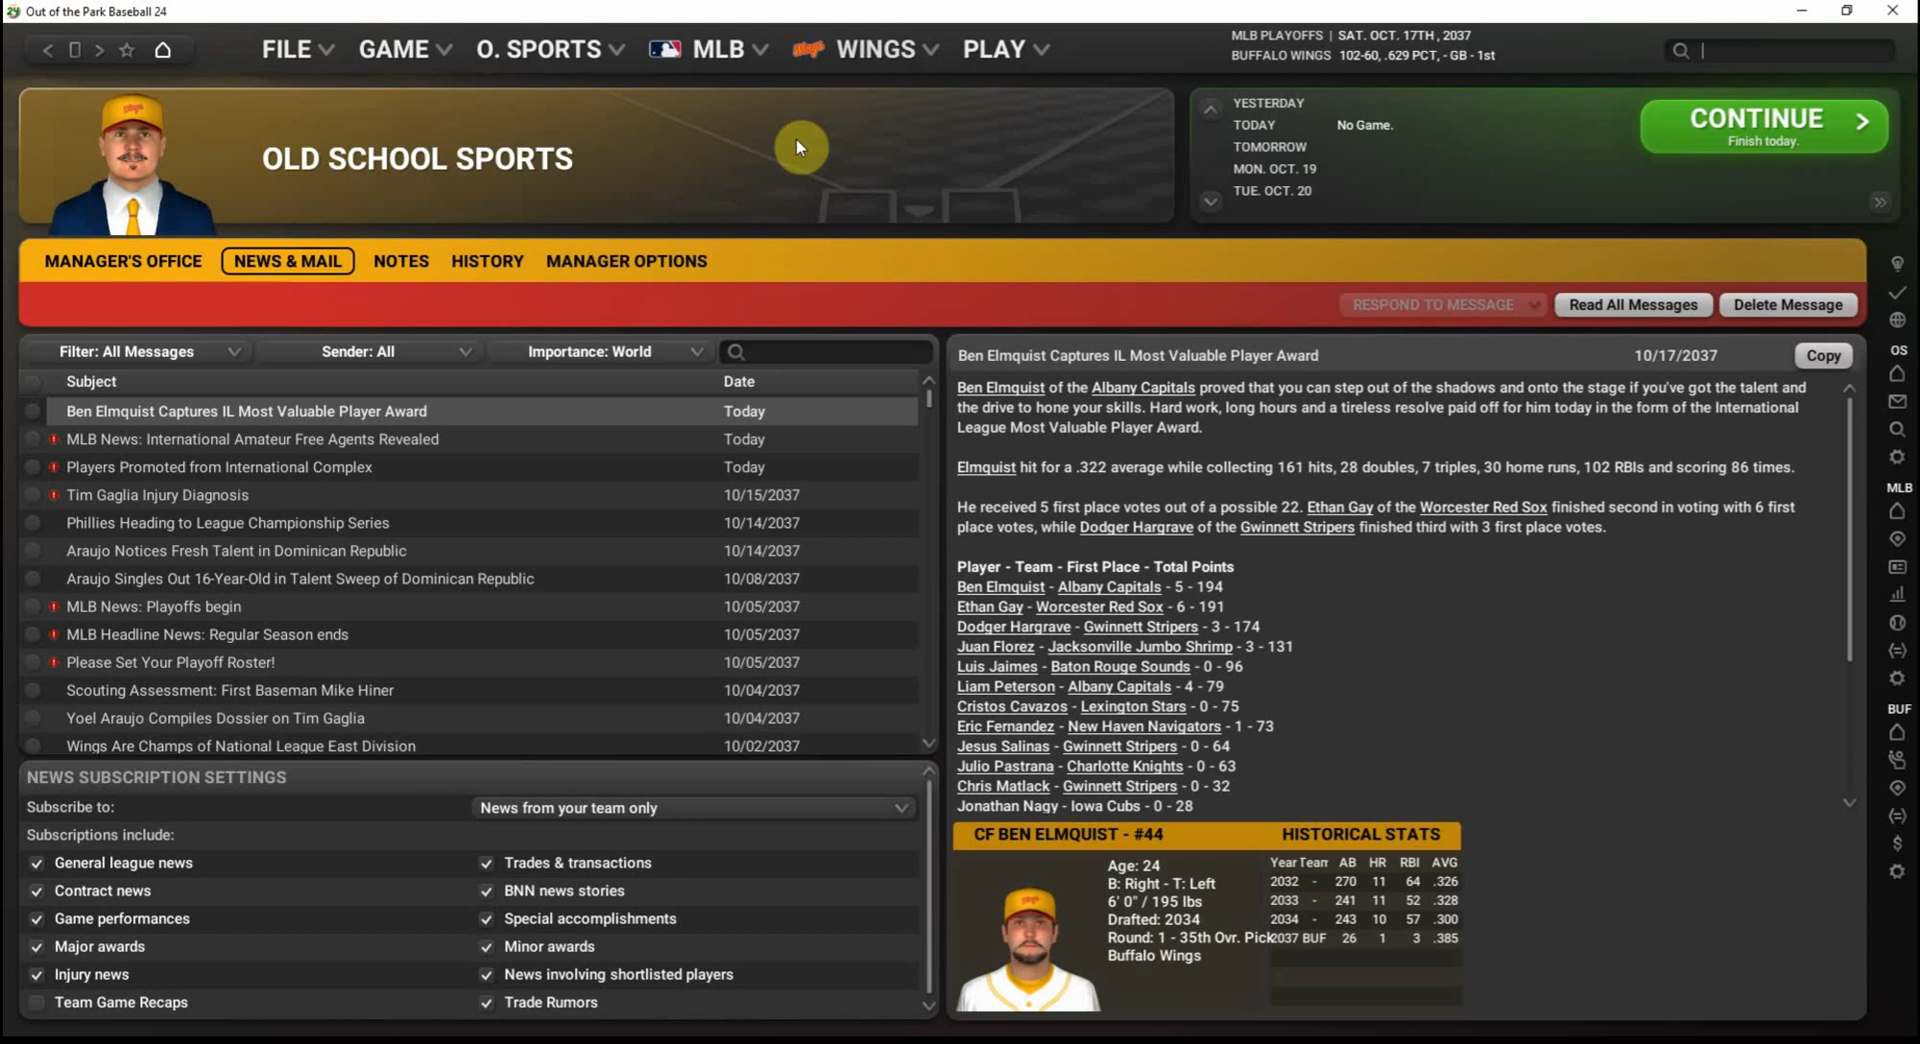 Out of the Park Baseball 24
FILE GAME O. SPORTS MLB WINGS PLAY
MLB PLAYOFFS | SAT. OCT. 17TH , 2037
BUFFALO WINGS 102-60, .629 PCT, - GB - 1st
OLD SCHOOL SPORTS
YESTERDAY
TODAY No Game.
TOMORROW
MON. OCT. 19
TUE. OCT. 20
CONTINUE
Finish today.
MANAGER'S OFFICE NEWS & MAIL NOTES HISTORY MANAGER OPTIONS
RESPOND TO MESSAGE Read All Messages Delete Message
Filter: All Messages Sender: All Importance: World
Subject Date
Ben Elmquist Captures IL Most Valuable Player Award Today
MLB News: International Amateur Free Agents Revealed Today
Players Promoted from International Complex Today
Tim Gaglia Injury Diagnosis 10/15/2037
Phillies Heading to League Championship Series 10/14/2037
Araujo Notices Fresh Talent in Dominican Republic 10/14/2037
Araujo Singles Out 16-Year-Old in Talent Sweep of Dominican Republic 10/08/2037
MLB News: Playoffs begin 10/05/2037
MLB Headline News: Regular Season ends 10/05/2037
Please Set Your Playoff Roster! 10/05/2037
Scouting Assessment: First Baseman Mike Hiner 10/04/2037
Yoel Araujo Compiles Dossier on Tim Gaglia 10/04/2037
Wings Are Champs of National League East Division 10/02/2037
NEWS SUBSCRIPTION SETTINGS
Subscribe to: News from your team only
Subscriptions include:
General league news Trades & transactions
Contract news BNN news stories
Game performances Special accomplishments
Major awards Minor awards
Injury news News involving shortlisted players
Team Game Recaps Trade Rumors
Ben Elmquist Captures IL Most Valuable Player Award 10/17/2037 Copy
Ben Elmquist of the Albany Capitals proved that you can step out of the shadows and onto the stage if you've got the talent and
the drive to hone your skills. Hard work, long hours and a tireless resolve paid off for him today in the form of the International
League Most Valuable Player Award.
Elmquist hit for a .322 average while collecting 161 hits, 28 doubles, 7 triples, 30 home runs, 102 RBIs and scoring 86 times.
He received 5 first place votes out of a possible 22. Ethan Gay of the Worcester Red Sox finished second in voting with 6 first
place votes, while Dodger Hargrave of the Gwinnett Stripers finished third with 3 first place votes.
Player - Team - First Place - Total Points
Ben Elmquist - Albany Capitals - 5 - 194
Ethan Gay - Worcester Red Sox - 6 - 191
Dodger Hargrave - Gwinnett Stripers - 3 - 174
Juan Florez - Jacksonville Jumbo Shrimp - 3 - 131
Luis Jaimes - Baton Rouge Sounds - 0 - 96
Liam Peterson - Albany Capitals - 4 - 79
Cristos Cavazos - Lexington Stars - 0 - 75
Eric Fernandez - New Haven Navigators - 1 - 73
Jesus Salinas - Gwinnett Stripers - 0 - 64
Julio Pastrana - Charlotte Knights - 0 - 63
Chris Matlack - Gwinnett Stripers - 0 - 32
Jonathan Nagy - Iowa Cubs - 0 - 28
CF BEN ELMQUIST - #44
Age: 24
B: Right - T: Left
6' 0" / 195 lbs
Drafted: 2034
Round: 1 - 35th Ovr. Pick
Buffalo Wings
HISTORICAL STATS
Year Team AB HR RBI AVG
2032 - 270 11 64 .326
2033 - 241 11 52 .328
2034 - 243 10 57 .300
2037 BUF 26 1 3 .385
OS
MLB
BUF